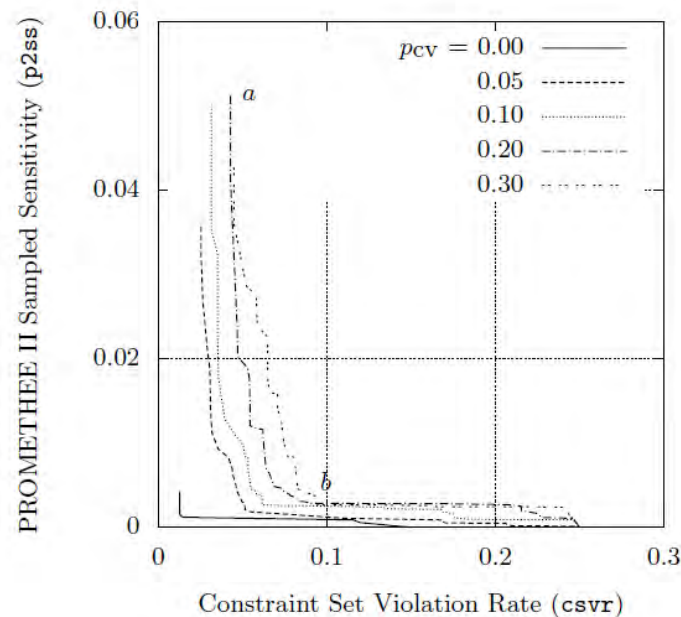 0.06
0.04
0.02
0
0
0.1
0.2
0.3
PROMETHEE II Sampled Sensitivity (p2ss)
Constraint Set Violation Rate (csvr)
pCV = 0.00
0.05
0.10
0.20
0.30
a
b